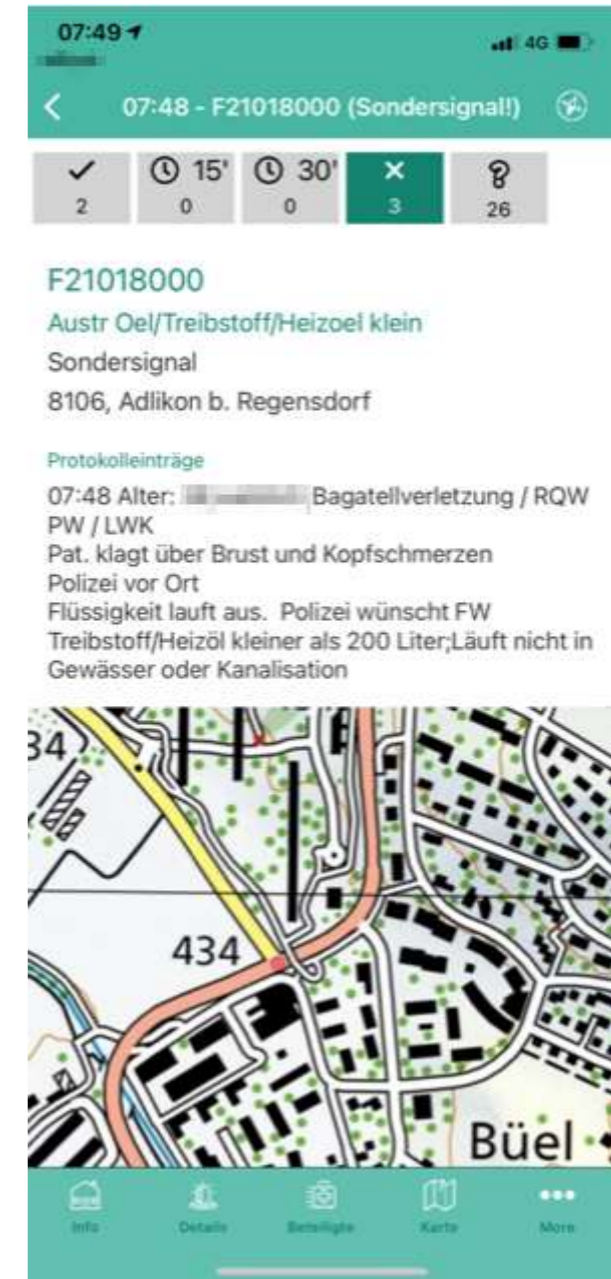 07:49
4G
07:48 - F21018000 (Sondersignal!)
15' 30'
2 0 0 3 26
F21018000
Austr Oel/Treibstoff/Heizoel klein
Sondersignal
8106, Adlikon b. Regensdorf
Protokolleinträge
07:48 Alter: Bagatellverletzung / RQW
PW / LWK
Pat. klagt über Brust und Kopfschmerzen
Polizei vor Ort
Flüssigkeit lauft aus. Polizei wünscht FW
Treibstoff/Heizöl kleiner als 200 Liter;Läuft nicht in
Gewässer oder Kanalisation
34
434
Büel
Info Details Beteiligte Karte More